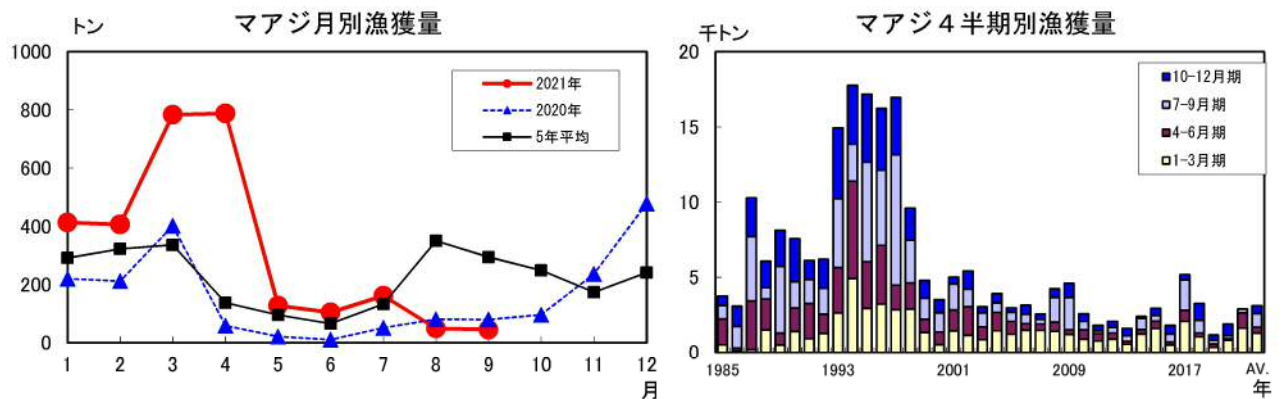 マアジ月別漁獲量
トン
1000
800
600
400
200
0
2021年
2020年
5年平均
1 2 3 4 5 6 7 8 9 10 11 12
月
マアジ４半期別漁獲量
千トン
20
15
10
5
0
10-12月期
7-9月期
4-6月期
1-3月期
1985 1993 2001 2009 2017 AV.
年